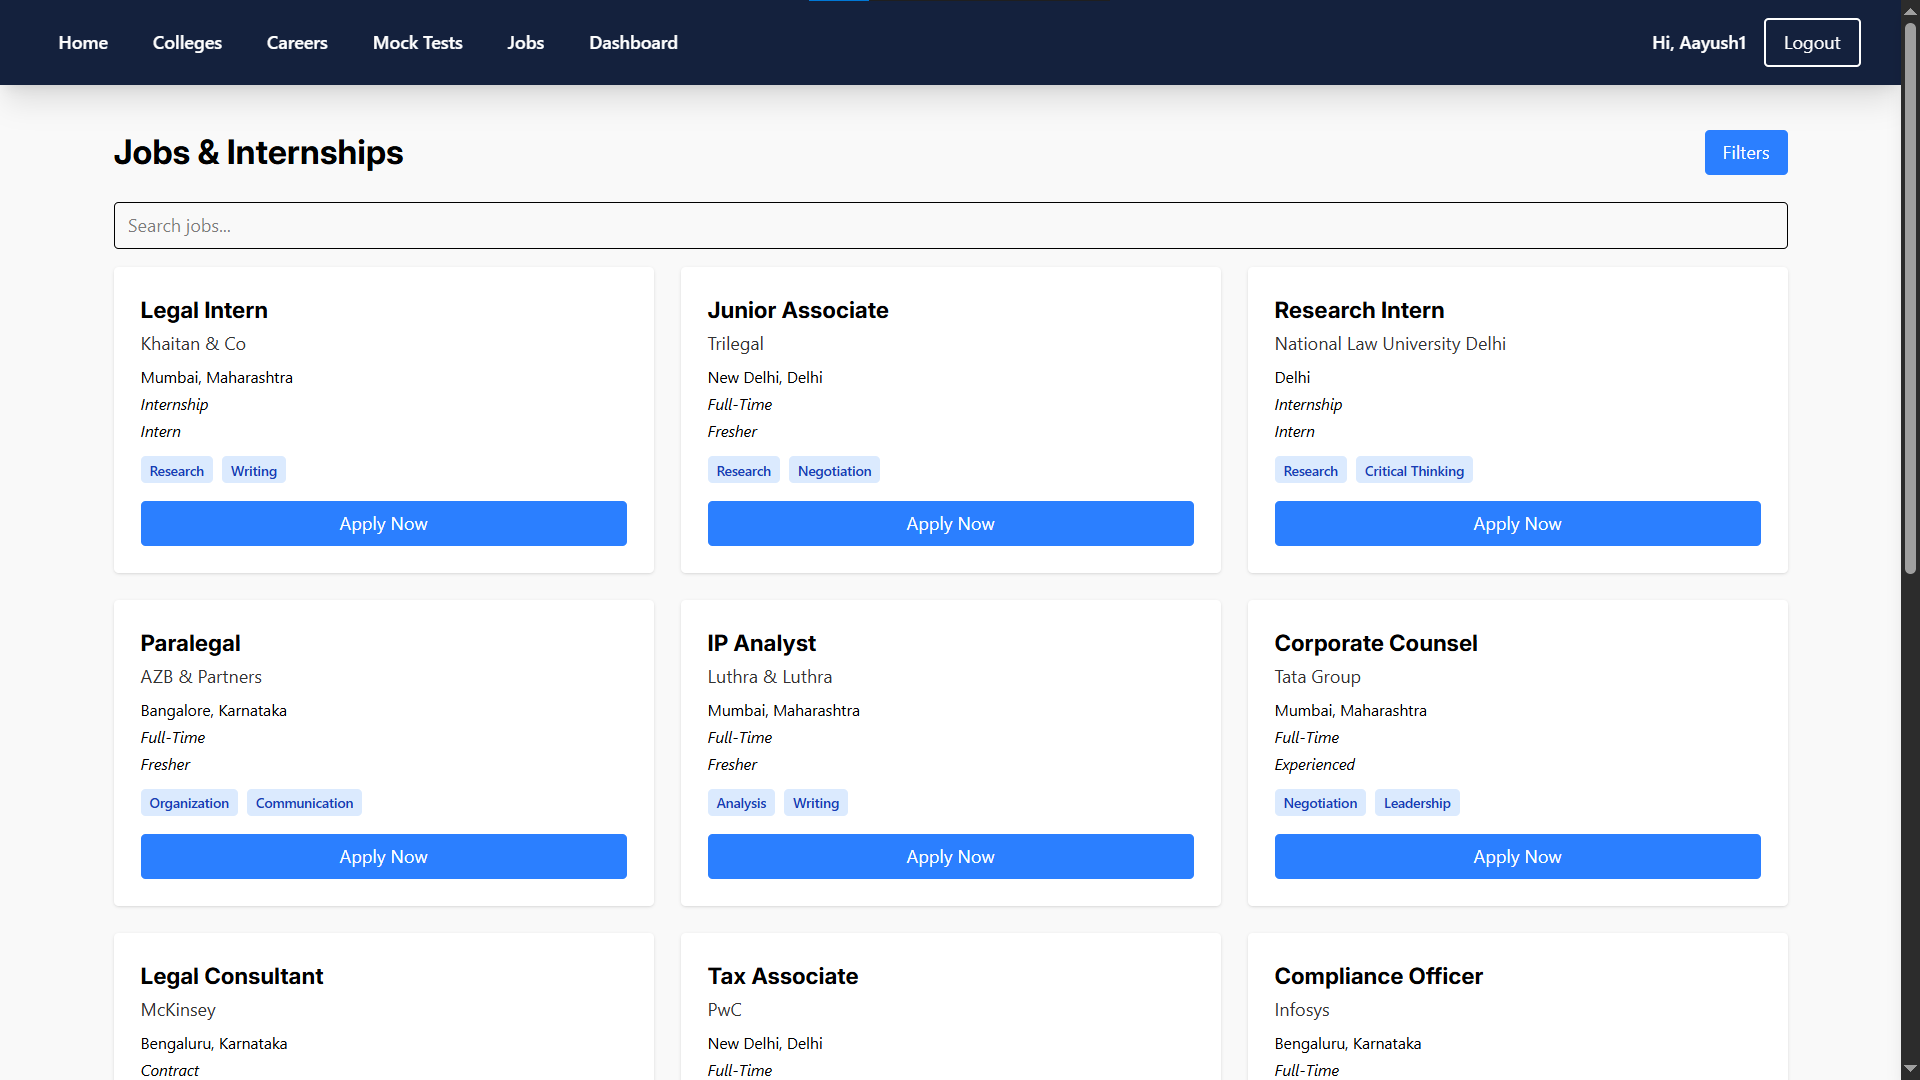 Home Colleges Careers Mock Tests Jobs Dashboard Hi, Aayush1 Logout
Jobs & Internships Filters
Search jobs...
Legal Intern
Khaitan & Co
Mumbai, Maharashtra
Internship
Intern
Research Writing
Apply Now
Junior Associate
Trilegal
New Delhi, Delhi
Full-Time
Fresher
Research Negotiation
Apply Now
Research Intern
National Law University Delhi
Delhi
Internship
Intern
Research Critical Thinking
Apply Now
Paralegal
AZB & Partners
Bangalore, Karnataka
Full-Time
Fresher
Organization Communication
Apply Now
IP Analyst
Luthra & Luthra
Mumbai, Maharashtra
Full-Time
Fresher
Analysis Writing
Apply Now
Corporate Counsel
Tata Group
Mumbai, Maharashtra
Full-Time
Experienced
Negotiation Leadership
Apply Now
Legal Consultant
McKinsey
Bengaluru, Karnataka
Contract
Tax Associate
PwC
New Delhi, Delhi
Full-Time
Compliance Officer
Infosys
Bengaluru, Karnataka
Full-Time